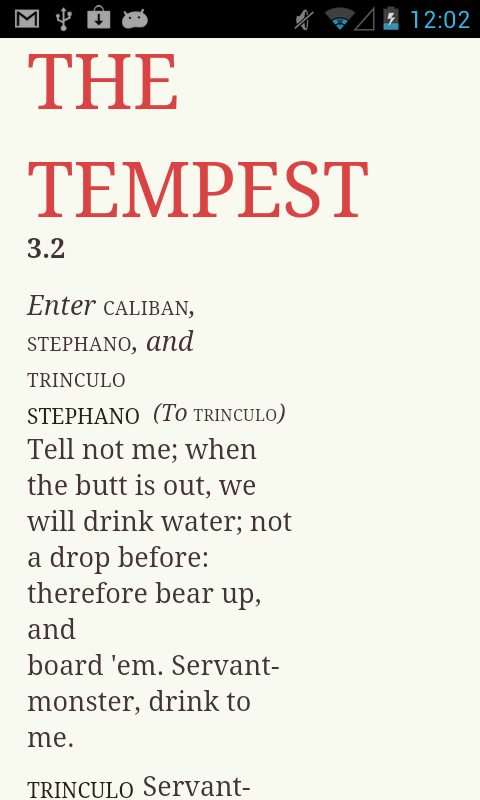 12:02
THE
TEMPEST
3.2
Enter CALIBAN,
STEPHANO, and
TRINCULO
STEPHANO (To TRINCULO)
Tell not me; when
the butt is out, we
will drink water; not
a drop before:
therefore bear up,
and
board 'em. Servant-
monster, drink to
me.
TRINCULO Servant-